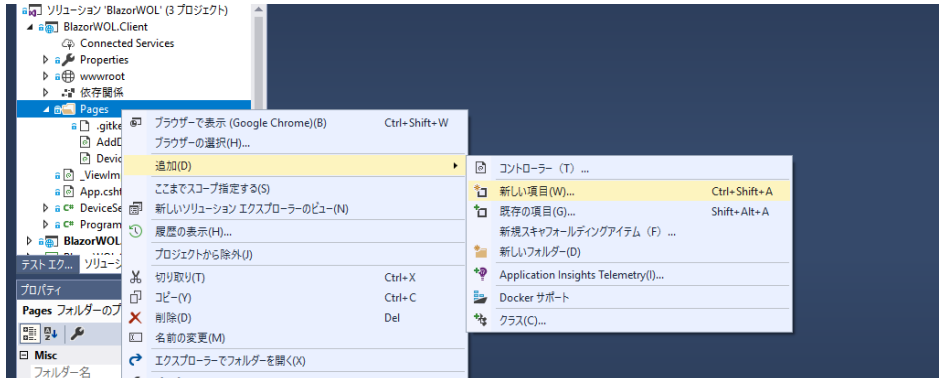 ソリューション 'BlazorWOL' (3 プロジェクト)
BlazorWOL.Client
Connected Services
Properties
wwwroot
依存関係
Pages
.gitke
AddD
Devic
_ViewIm
App.csht
C# DeviceSe
C# Program
BlazorWOL.
テスト エク...
ソリューシ
プロパティ
Pages フォルダーのプ
Misc
フォルダー名
ブラウザーで表示 (Google Chrome)(B) Ctrl+Shift+W
ブラウザーの選択(H)...
追加(D)
ここまでスコープ指定する(S)
新しいソリューション エクスプローラーのビュー(N)
履歴の表示(H)...
プロジェクトから除外(J)
切り取り(T) Ctrl+X
コピー(Y) Ctrl+C
削除(D) Del
名前の変更(M)
エクスプローラーでフォルダーを開く(X)
コントローラー (T) ...
新しい項目(W)... Ctrl+Shift+A
既存の項目(G)... Shift+Alt+A
新規スキャフォールディングアイテム (F) ...
新しいフォルダー(D)
Application Insights Telemetry(I)...
Docker サポート
クラス(C)...